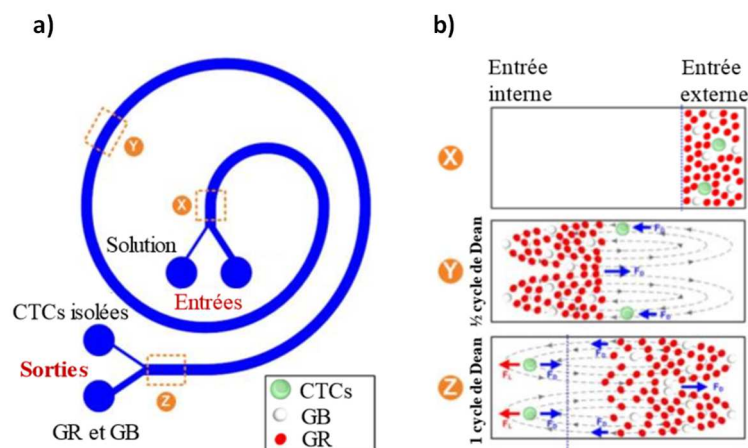 a)
Y
X
Solution
Entrées
CTCs isolées
Sorties
Z
GR et GB
CTCs
GB
GR
b)
Entrée
interne
Entrée
externe
X
Y
½ cycle de Dean
F_D
F_D
F_D
Z
1 cycle de Dean
F_D
F_L
F_D
F_D
F_L
F_D
F_D